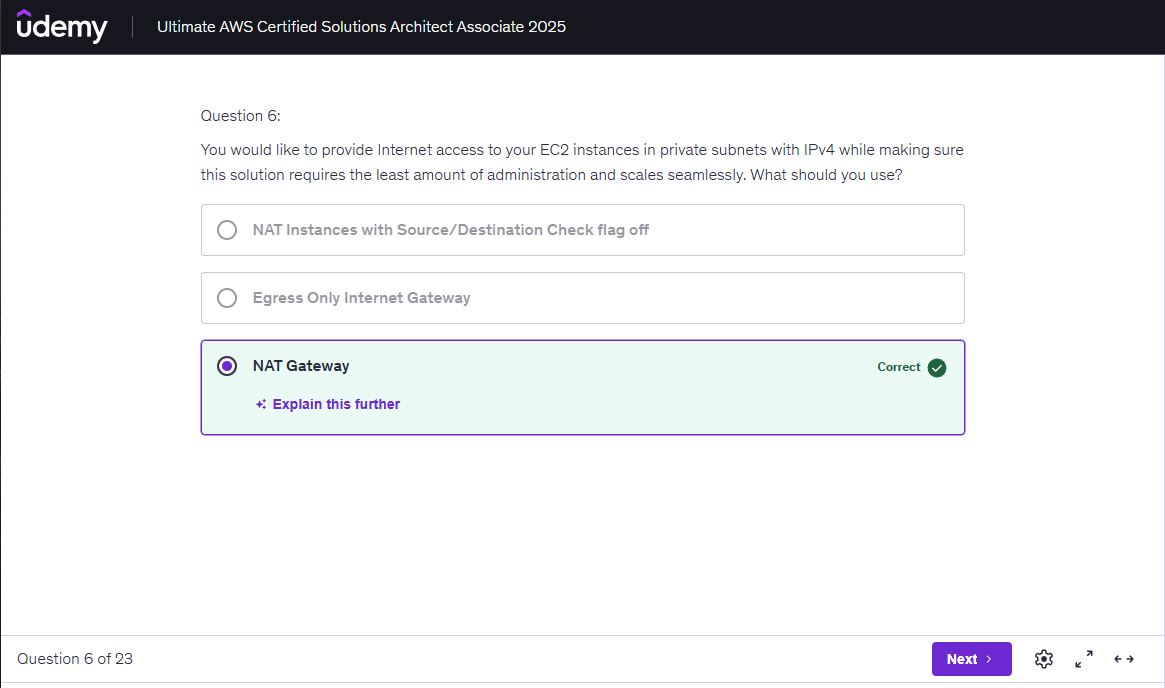 ûdemy
Ultimate AWS Certified Solutions Architect Associate 2025
Question 6:
You would like to provide Internet access to your EC2 instances in private subnets with IPv4 while making sure
this solution requires the least amount of administration and scales seamlessly. What should you use?
NAT Instances with Source/Destination Check flag off
Egress Only Internet Gateway
NAT Gateway
Correct
Explain this further
Question 6 of 23
Next